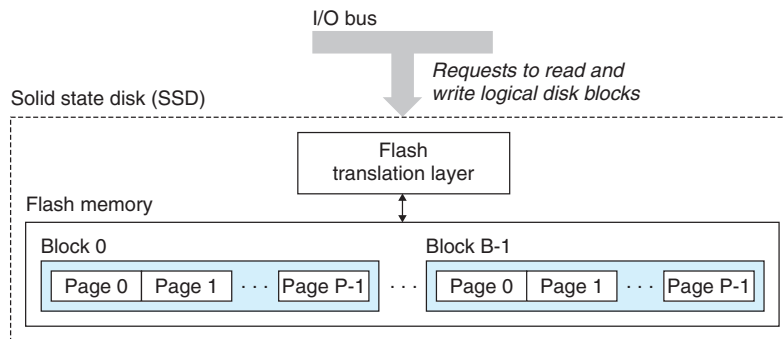 I/O bus
Requests to read and
write logical disk blocks
Solid state disk (SSD)
Flash
translation layer
Flash memory
Block 0
Block B-1
Page 0 Page 1 · · · Page P-1 · · · Page 0 Page 1 · · · Page P-1